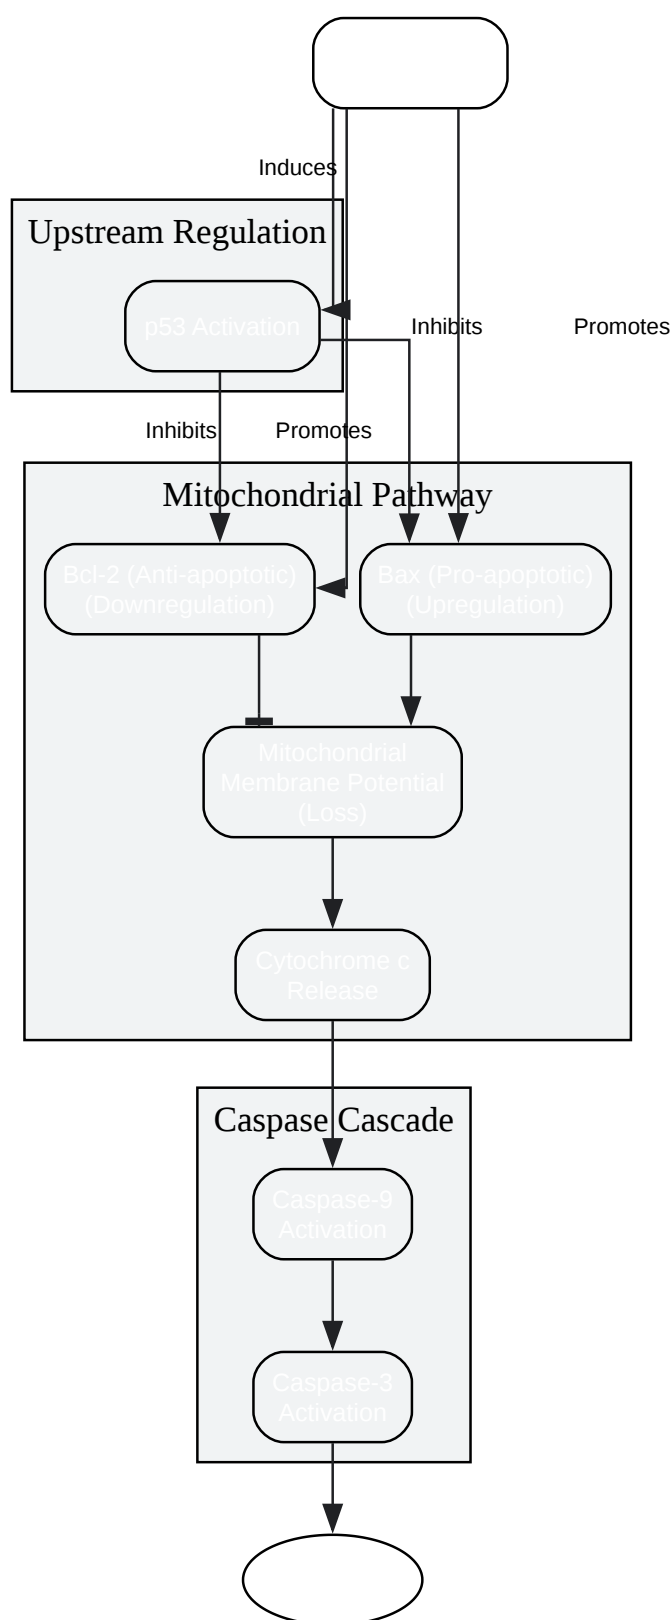 Induces
Upstream Regulation
p53 Activation
Inhibits
Promotes
Inhibits
Promotes
Mitochondrial Pathway
Bcl-2 (Anti-apoptotic)
(Downregulation)
Bax (Pro-apoptotic)
(Upregulation)
Mitochondrial
Membrane Potential
(Loss)
Cytochrome c
Release
Caspase Cascade
Caspase-9
Activation
Caspase-3
Activation